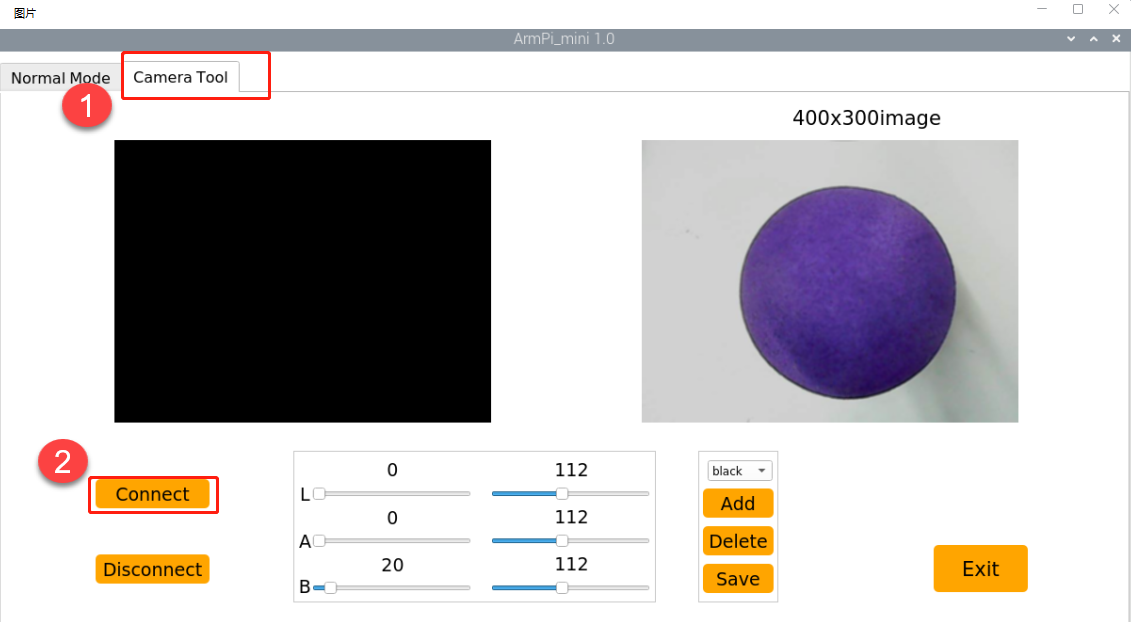 图片
ArmPi_mini 1.0
Normal Mode
Camera Tool
1
400x300image
2
Connect
Disconnect
0
112
L
0
112
A
20
112
B
black
Add
Delete
Save
Exit